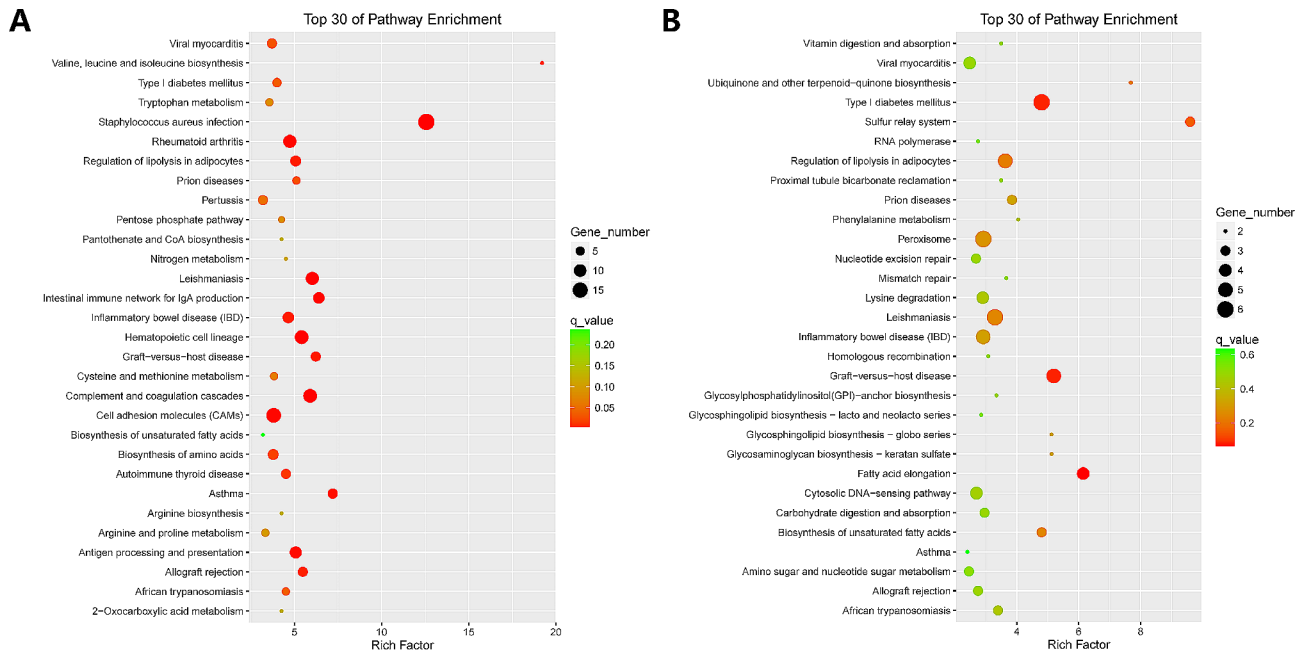 A
Top 30 of Pathway Enrichment
Viral myocarditis
Valine, leucine and isoleucine biosynthesis
Type I diabetes mellitus
Tryptophan metabolism
Staphylococcus aureus infection
Rheumatoid arthritis
Regulation of lipolysis in adipocytes
Prion diseases
Pertussis
Pentose phosphate pathway
Pantothenate and CoA biosynthesis
Nitrogen metabolism
Leishmaniasis
Intestinal immune network for IgA production
Inflammatory bowel disease (IBD)
Hematopoietic cell lineage
Graft−versus−host disease
Cysteine and methionine metabolism
Complement and coagulation cascades
Cell adhesion molecules (CAMs)
Biosynthesis of unsaturated fatty acids
Biosynthesis of amino acids
Autoimmune thyroid disease
Asthma
Arginine biosynthesis
Arginine and proline metabolism
Antigen processing and presentation
Allograft rejection
African trypanosomiasis
2−Oxocarboxylic acid metabolism
5 10 15 20
Rich Factor
Gene_number
5
10
15
q_value
0.20
0.15
0.10
0.05
B
Top 30 of Pathway Enrichment
Vitamin digestion and absorption
Viral myocarditis
Ubiquinone and other terpenoid−quinone biosynthesis
Type I diabetes mellitus
Sulfur relay system
RNA polymerase
Regulation of lipolysis in adipocytes
Proximal tubule bicarbonate reclamation
Prion diseases
Phenylalanine metabolism
Peroxisome
Nucleotide excision repair
Mismatch repair
Lysine degradation
Leishmaniasis
Inflammatory bowel disease (IBD)
Homologous recombination
Graft−versus−host disease
Glycosylphosphatidylinositol(GPI)−anchor biosynthesis
Glycosphingolipid biosynthesis − lacto and neolacto series
Glycosphingolipid biosynthesis − globo series
Glycosaminoglycan biosynthesis − keratan sulfate
Fatty acid elongation
Cytosolic DNA−sensing pathway
Carbohydrate digestion and absorption
Biosynthesis of unsaturated fatty acids
Asthma
Amino sugar and nucleotide sugar metabolism
Allograft rejection
African trypanosomiasis
4 6 8
Rich Factor
Gene_number
2
3
4
5
6
q_value
0.6
0.4
0.2